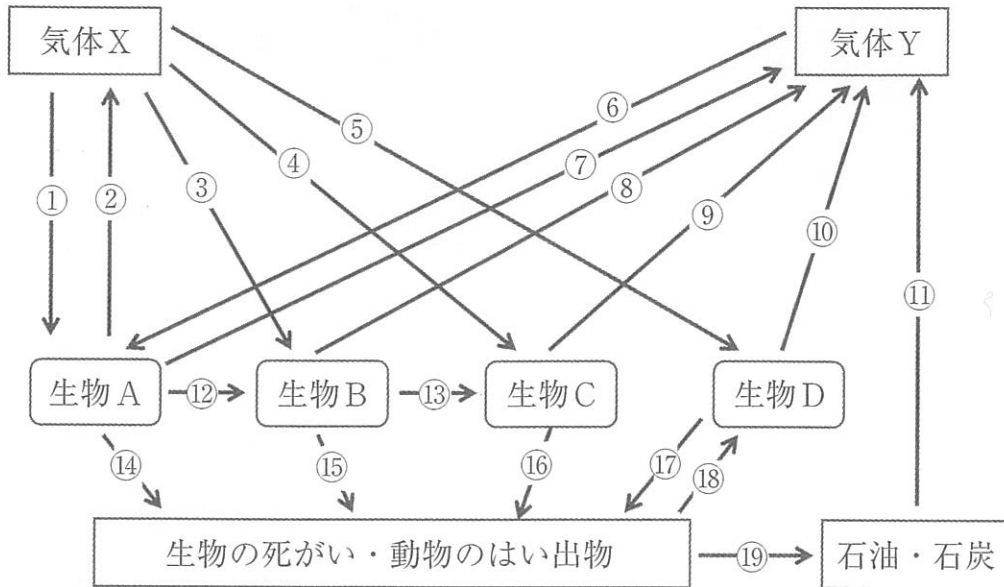 気体X
気体Y
①
②
③
④
⑤
⑥
⑦
⑧
⑨
⑩
⑪
生物A
⑫
生物B
⑬
生物C
生物D
⑭
⑮
⑯
⑰
⑱
生物の死がい・動物のはい出物
⑲
石油・石炭